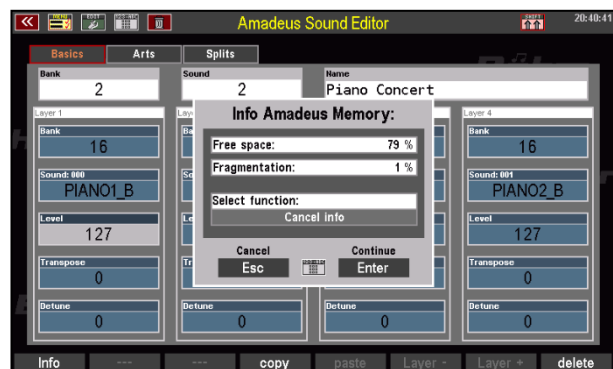 MENU EDIT Amadeus Sound Editor SHIFT 20:40:41
Basics Arts Splits
Bank Sound Name
2 2 Piano Concert
Layer 1 Layer 4
Info Amadeus Memory:
Bank Bank
16 16
Free space: 79 %
Fragmentation: 1 %
Sound: 000 Sound: 001
PIANO1_B PIANO2_B
Select function:
Cancel info
Level Level
127 127
Cancel Continue
Esc Enter
Transpose Transpose
0 0
Detune Detune Detune Detune
0 0 0 0
Info --- --- copy paste Layer - Layer + delete